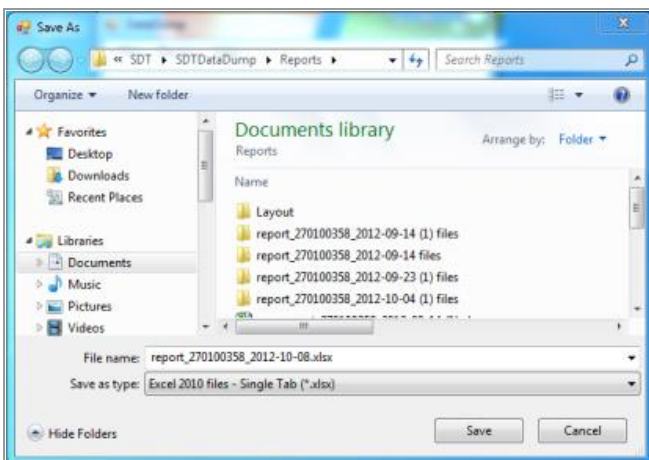 Save As
« SDT ▸ SDTDataDump ▸ Reports ▸ Search Reports
Organize New folder
Favorites
Desktop
Downloads
Recent Places
Libraries
Documents
Music
Pictures
Videos
Documents library
Reports
Arrange by: Folder
Name
Layout
report_270100358_2012-09-14 (1) files
report_270100358_2012-09-14 files
report_270100358_2012-09-23 (1) files
report_270100358_2012-10-04 (1) files
File name: report_270100358_2012-10-08.xlsx
Save as type: Excel 2010 files - Single Tab (*.xlsx)
Hide Folders Save Cancel